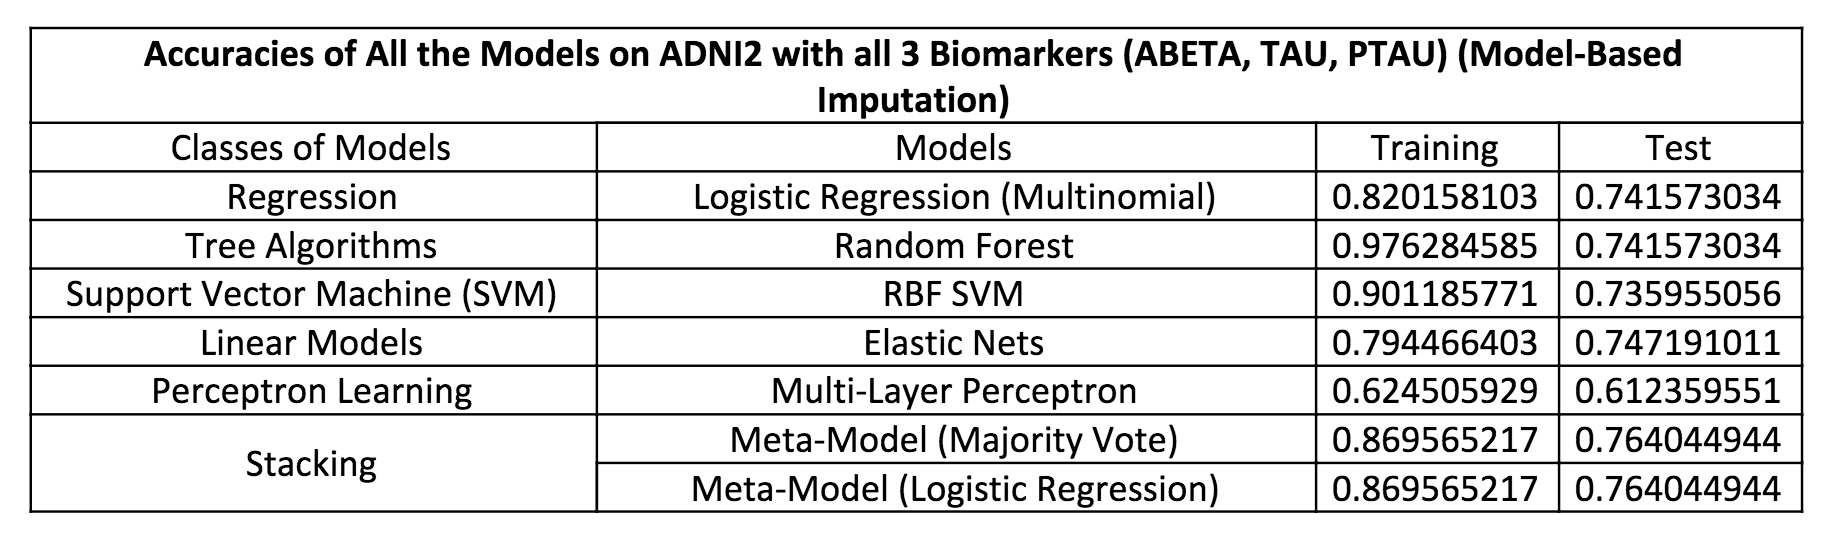 Accuracies of All the Models on ADNI2 with all 3 Biomarkers (ABETA, TAU, PTAU) (Model-Based
Imputation)
Classes of Models Models Training Test
Regression Logistic Regression (Multinomial) 0.820158103 0.741573034
Tree Algorithms Random Forest 0.976284585 0.741573034
Support Vector Machine (SVM) RBF SVM 0.901185771 0.735955056
Linear Models Elastic Nets 0.794466403 0.747191011
Perceptron Learning Multi-Layer Perceptron 0.624505929 0.612359551
Stacking Meta-Model (Majority Vote) 0.869565217 0.764044944
Meta-Model (Logistic Regression) 0.869565217 0.764044944